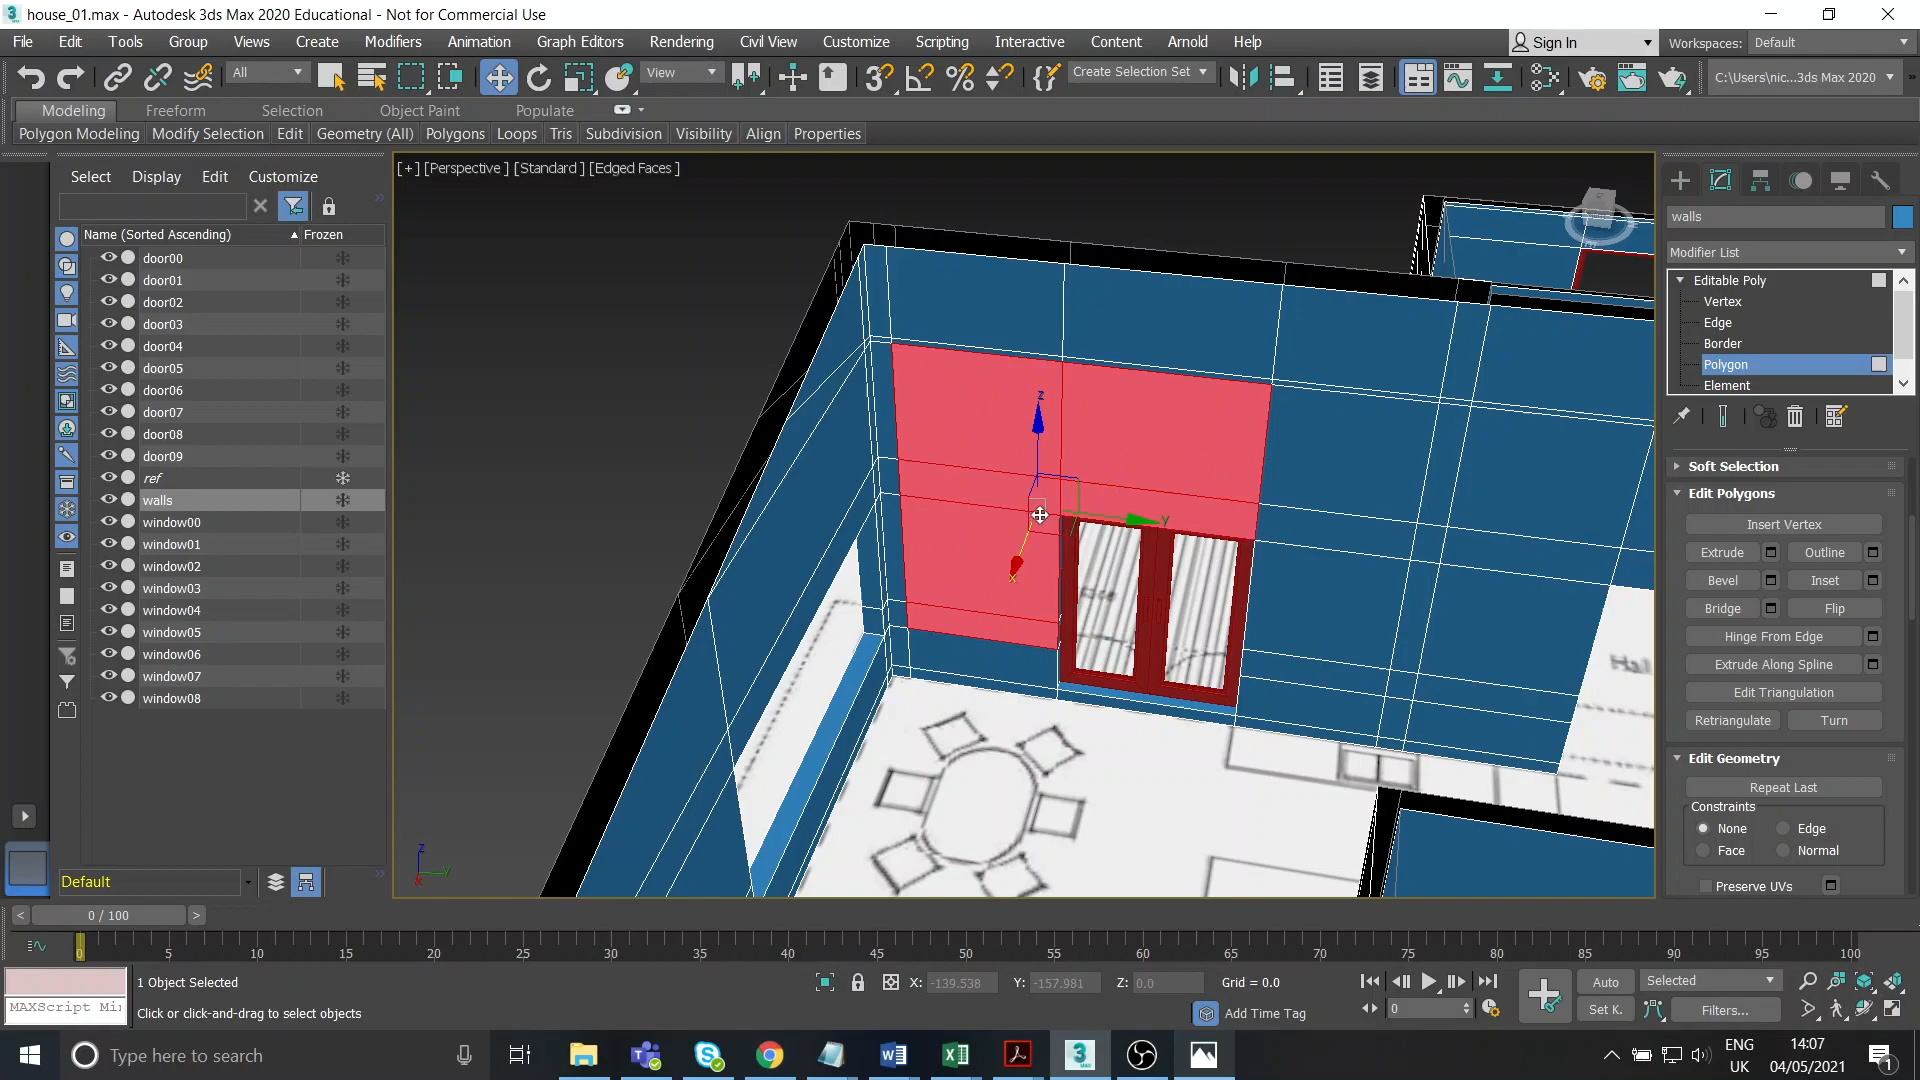 house_01.max - Autodesk 3ds Max 2020 Educational - Not for Commercial Use
File Edit Tools Group Views Create Modifiers Animation Graph Editors Rendering Civil View Customize Scripting Interactive Content Arnold Help Sign In Workspaces: Default
All View Create Selection Set C:\Users\nic...3ds Max 2020
Modeling Freeform Selection Object Paint Populate
Polygon Modeling Modify Selection Edit Geometry (All) Polygons Loops Tris Subdivision Visibility Align Properties
Select Display Edit Customize
Name (Sorted Ascending) Frozen
door00
door01
door02
door03
door04
door05
door06
door07
door08
door09
ref
walls
window00
window01
window02
window03
window04
window05
window06
window07
window08
Default
[+] [Perspective ] [Standard ] [Edged Faces ]
z
y
x
Hall
z
y
x
walls
Modifier List
Editable Poly
Vertex
Edge
Border
Polygon
Element
Soft Selection
Edit Polygons
Insert Vertex
Extrude Outline
Bevel Inset
Bridge Flip
Hinge From Edge
Extrude Along Spline
Edit Triangulation
Retriangulate Turn
Edit Geometry
Repeat Last
Constraints
None Edge
Face Normal
Preserve UVs
< 0 / 100 >
0 5 10 15 20 25 30 35 40 45 50 55 60 65 70 75 80 85 90 95 100
1 Object Selected X: -139.538 Y: -157.981 Z: 0.0 Grid = 0.0 Auto Selected
MAXScript Mi Click or click-and-drag to select objects Add Time Tag 0 Set K. Filters...
Type here to search
ENG
UK
14:07
04/05/2021
1